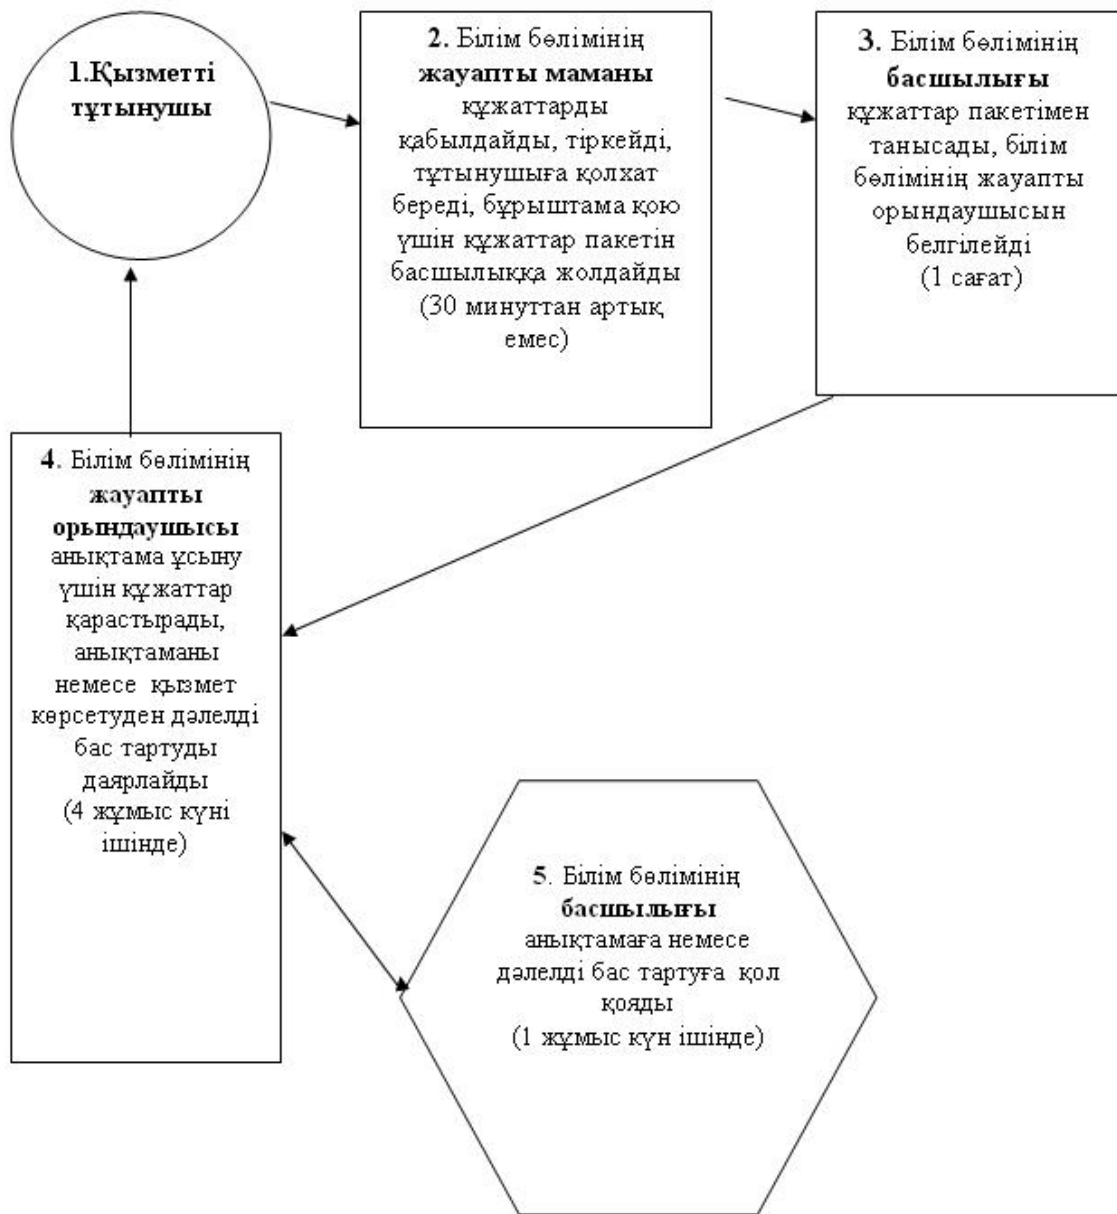 1.Қызметті
тұтынушы
2. Білім бөлімінің
жауапты маманы
құжаттарды
қабылдайды, тіркейді,
тұтынушыға қолхат
береді, бұрыштама қою
үшін құжаттар пакетін
басшылыққа жолдайды
(30 минуттан артық
емес)
3. Білім бөлімінің
басшылығы
құжаттар пакетімен
танысады, білім
бөлімінің жауапты
орындаушысын
белгілейді
(1 сағат)
4. Білім бөлімінің
жауапты
орындаушысы
анықтама ұсыну
үшін құжаттар
қарастырады,
анықтаманы
немесе қызмет
көрсетуден дәлелді
бас тартуды
даярлайды
(4 жұмыс күні
ішінде)
5. Білім бөлімінің
басшылығы
анықтамаға немесе
дәлелді бас тартуға қол
қояды
(1 жұмыс күн ішінде)